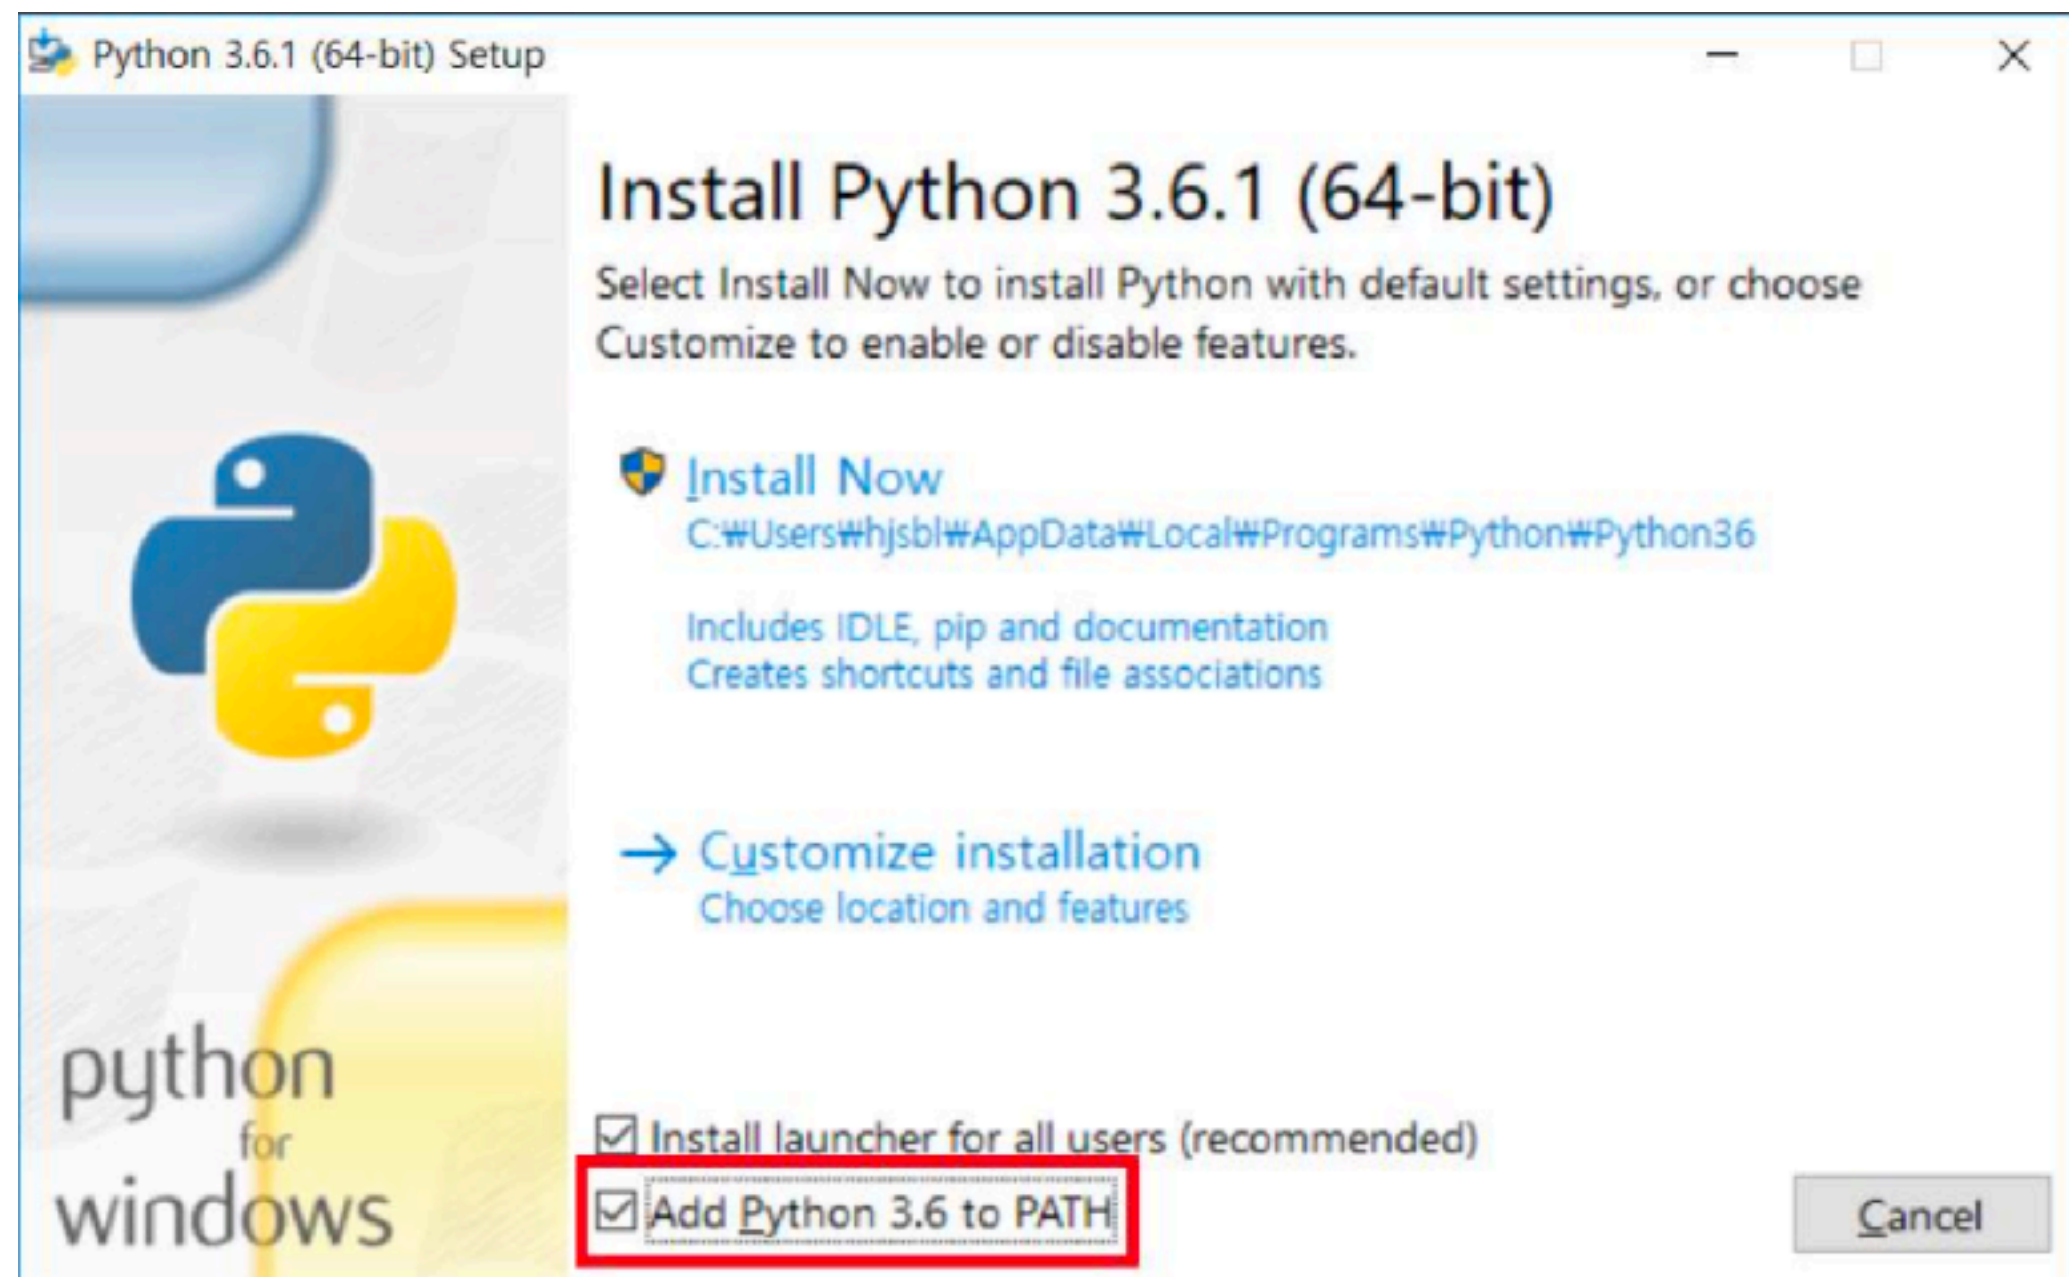 Python 3.6.1 (64-bit) Setup
Install Python 3.6.1 (64-bit)
Select Install Now to install Python with default settings, or choose
Customize to enable or disable features.
Install Now
C:₩Users₩hjsbl₩AppData₩Local₩Programs₩Python₩Python36
Includes IDLE, pip and documentation
Creates shortcuts and file associations
Customize installation
Choose location and features
python
for
windows
Install launcher for all users (recommended)
Add Python 3.6 to PATH
Cancel